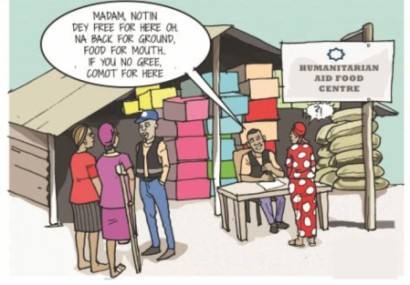 MADAM, NOTIN
DEY FREE FOR HERE OH.
NA BACK FOR GROUND,
FOOD FOR MOUTH.
IF YOU NO GREE,
COMOT FOR HERE
HUMANITARIAN
AID FOOD
CENTRE
?!